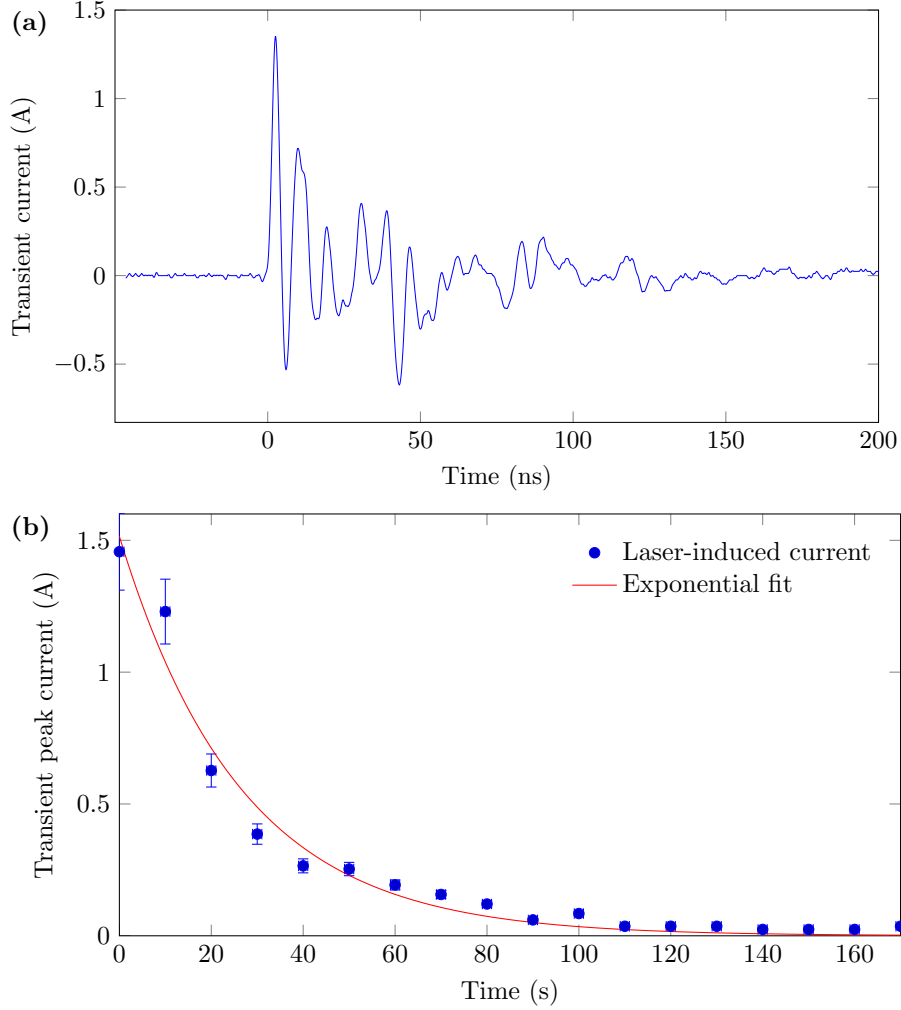 (a)
1.5
1
0.5
0
−0.5
Transient current (A)
0 50 100 150 200
Time (ns)
(b)
1.5
1
0.5
0
Transient peak current (A)
Laser-induced current
Exponential fit
0 20 40 60 80 100 120 140 160
Time (s)